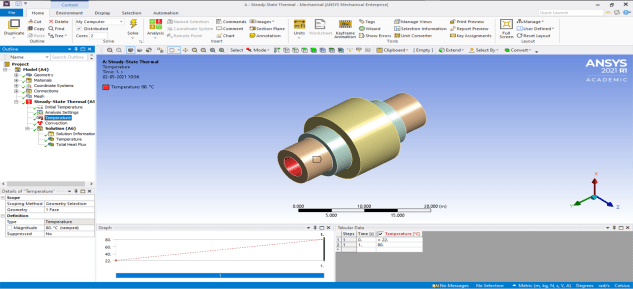 Context
A : Steady-State Thermal - Mechanical [ANSYS Mechanical Enterprise]
File Home Environment Display Selection Automation
Quick Launch
Duplicate
Cut
Copy
Paste
Delete
Find
Tree
My Computer
Distributed
Cores: 2
Solve
Analysis
Named Selection
Coordinate System
Remote Point
Commands
Comment
Chart
Images
Section Plane
Annotation
Units
Worksheet
Keyframe
Animation
Tags
Wizard
Show Errors
Manage Views
Selection Information
Unit Converter
Print Preview
Report Preview
Key Assignments
Full
Screen
Manage
User Defined
Reset Layout
Outline Solve Insert Tools Layout
Outline
Name Search Outline
Select Mode
Clipboard [ Empty ] Extend Select By Convert
Project
Model (A4)
Geometry
Materials
Coordinate Systems
Connections
Mesh
Steady-State Thermal (A5)
Initial Temperature
Analysis Settings
Temperature
Convection
Solution (A6)
Solution Information
Temperature
Total Heat Flux
A: Steady-State Thermal
Temperature
Time: 1. s
Temperature: 80. °C
ANSYS
2021 R1
ACADEMIC
X
Y
Z
0.000 10.000 20.000 (m)
5.000 15.000
Details of "Temperature"
Scope
Scoping Method Geometry Selection
Geometry 1 Face
Definition
Type Temperature
Magnitude 80. °C (ramped)
Suppressed No
Graph
80.
60.
40.
22.
1.
1.
1
Tabular Data
Steps Time [s] Temperature [°C]
1 1 0. = 22.
2 1 1. 80.
No Messages No Selection Metric (m, kg, N, s, V, A) Degrees rad/s Celsius